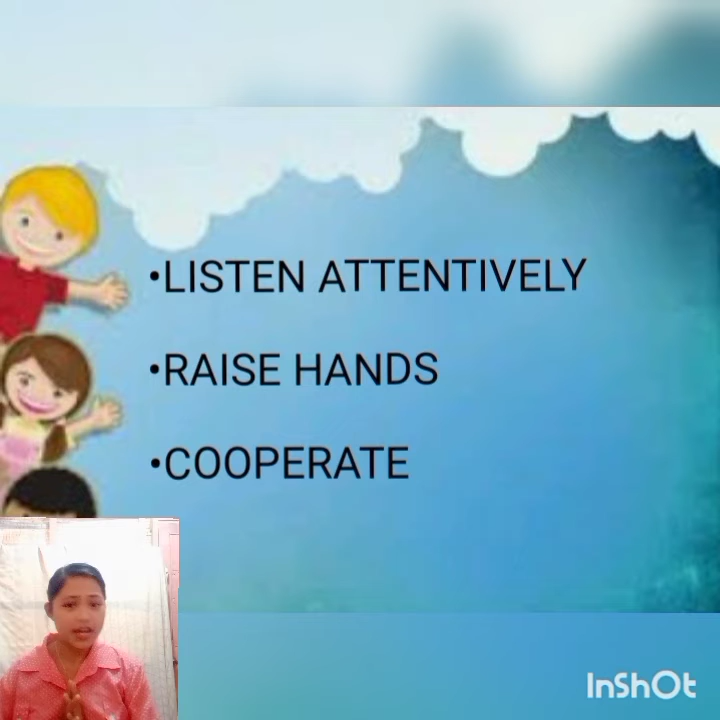 •LISTEN ATTENTIVELY
•RAISE HANDS
•COOPERATE
InShOt